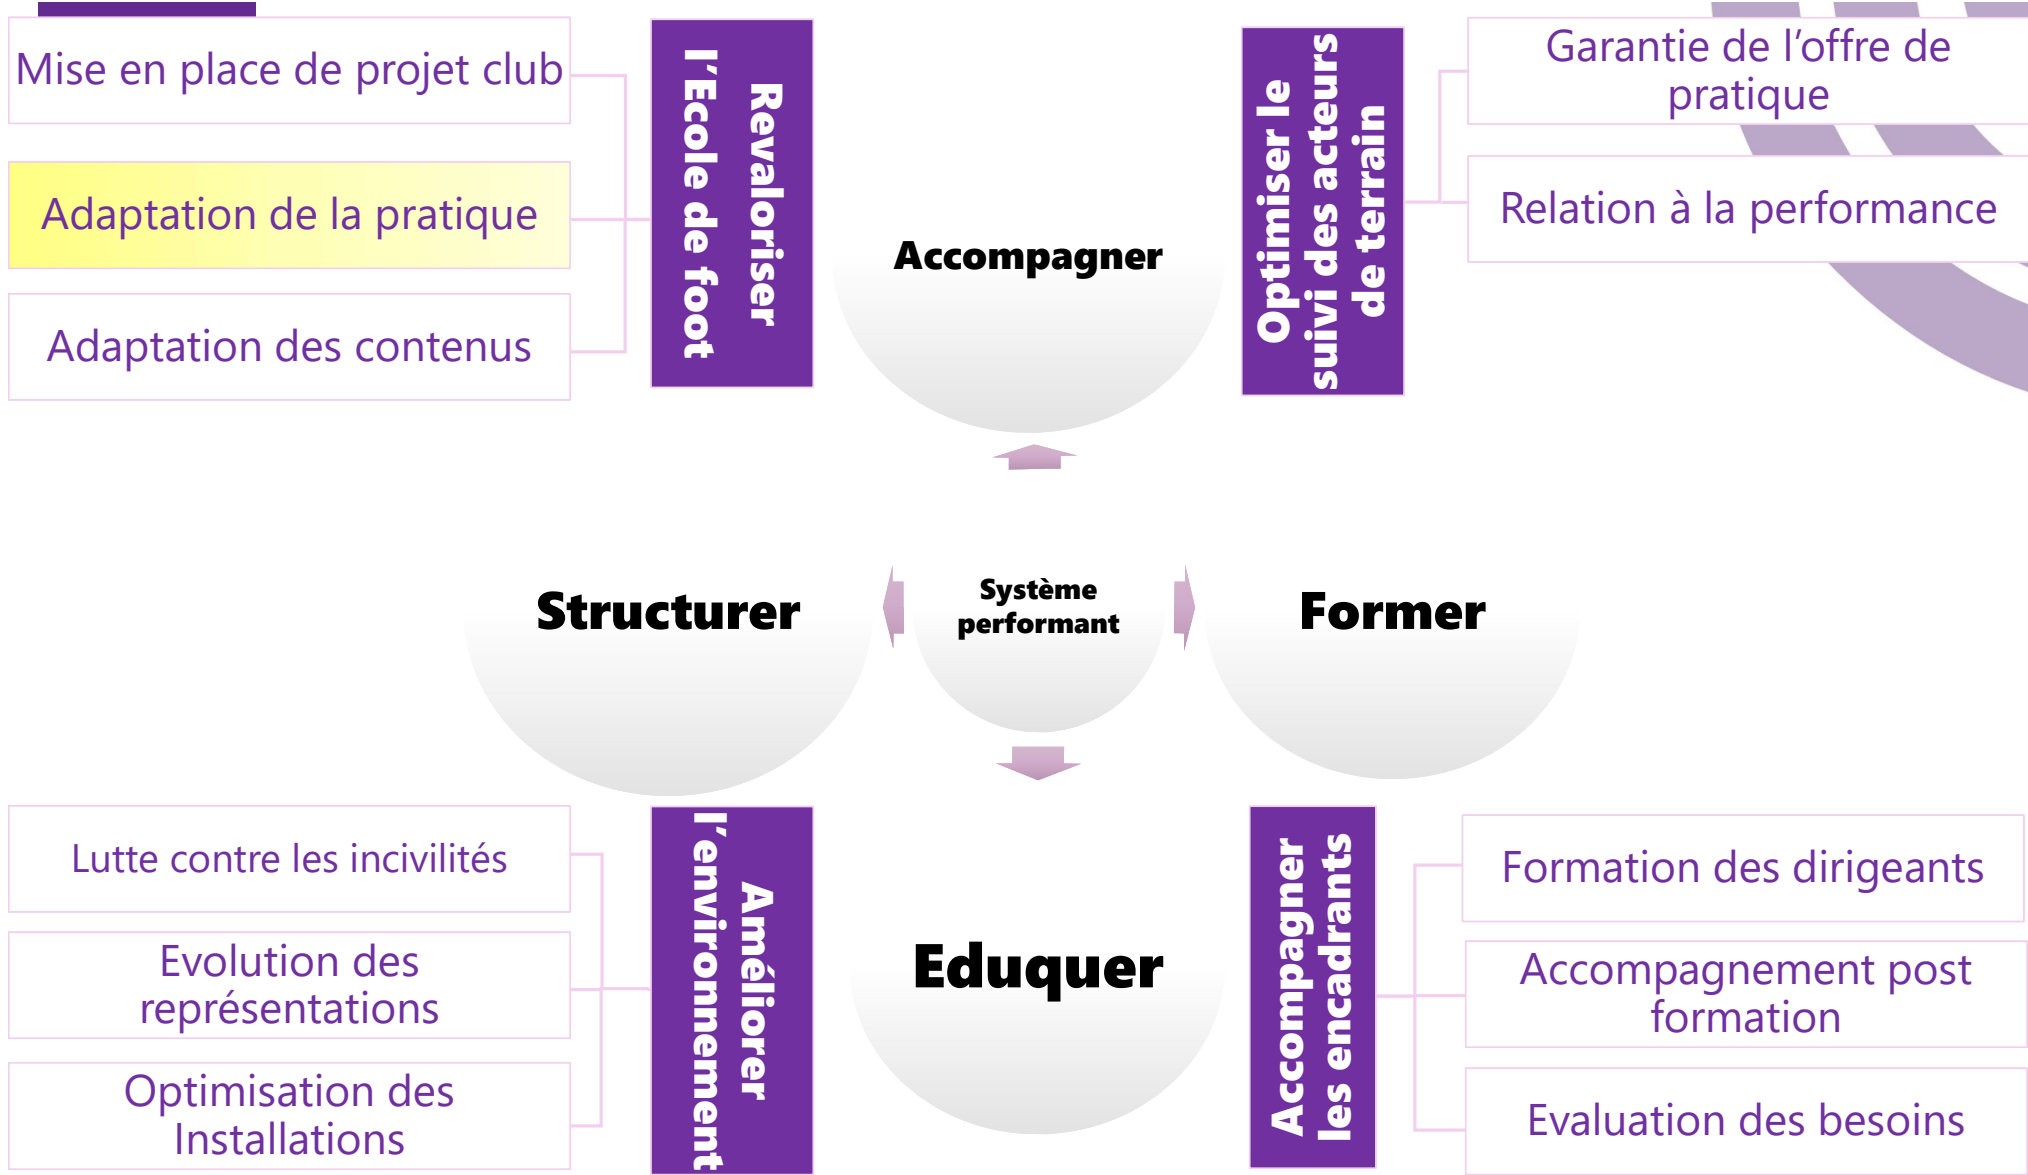 Mise en place de projet club
Adaptation de la pratique
Adaptation des contenus
Revaloriser
l'Ecole de foot
Accompagner
Optimiser le
suivi des acteurs
de terrain
Garantie de l'offre de
pratique
Relation à la performance
Structurer
Système
performant
Former
Lutte contre les incivilités
Evolution des
représentations
Optimisation des
Installations
Améliorer
l'environnement
Eduquer
Accompagner
les encadrants
Formation des dirigeants
Accompagnement post
formation
Evaluation des besoins